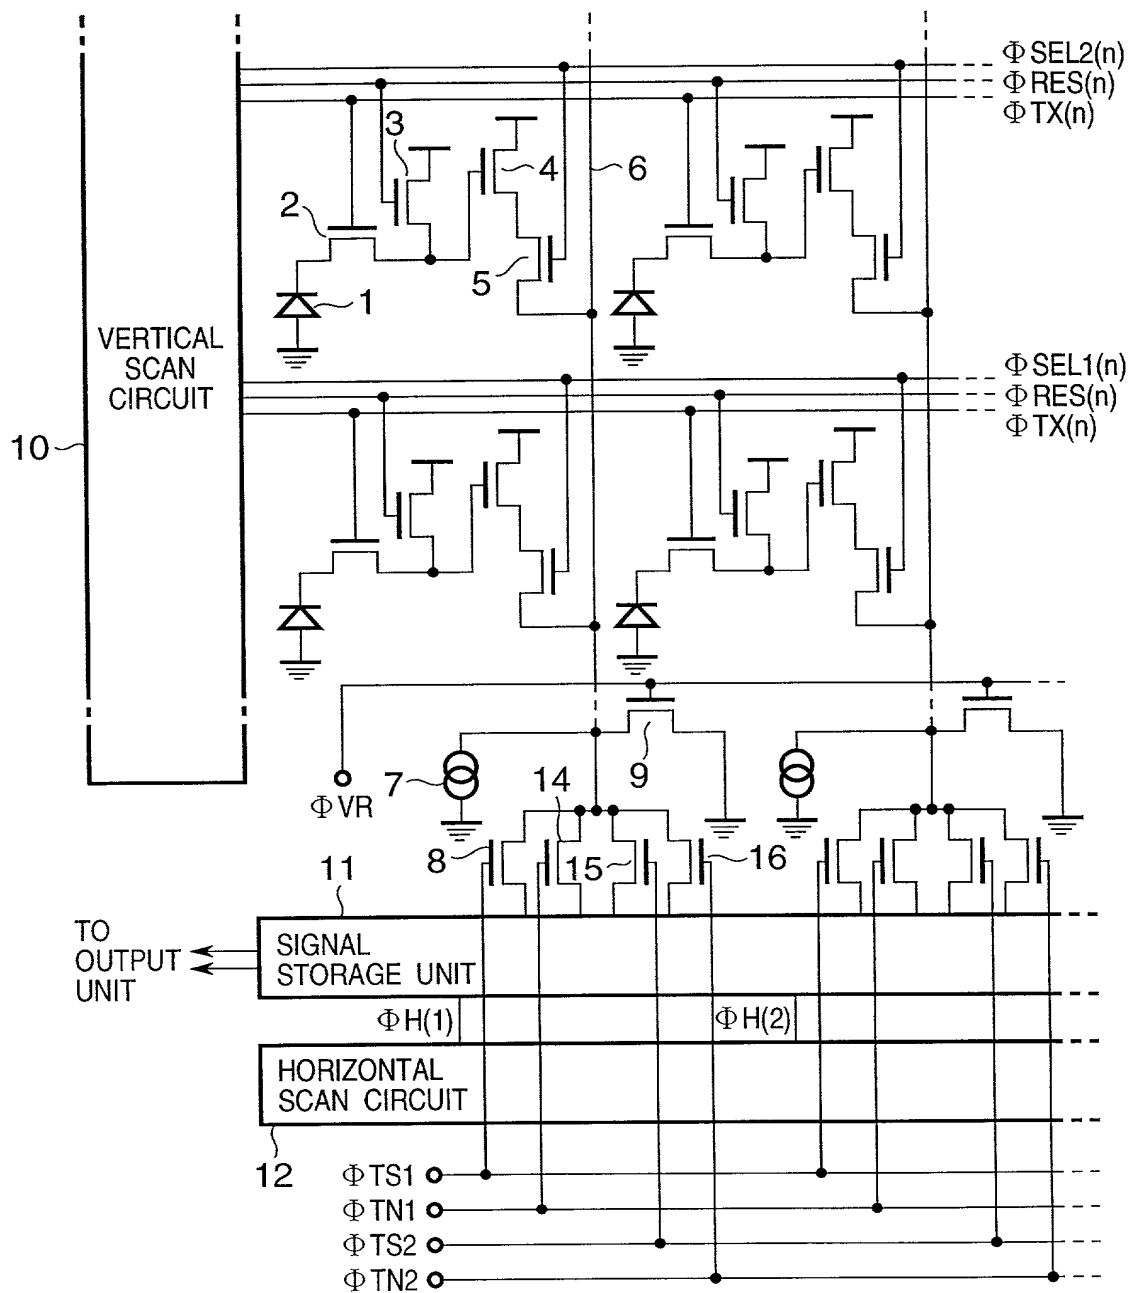 ΦSEL2(n)
ΦRES(n)
ΦTX(n)
3
4
6
2
5
1
VERTICAL
SCAN
CIRCUIT
ΦSEL1(n)
ΦRES(n)
ΦTX(n)
10
7
9
ΦVR
14
8
15
16
11
TO
OUTPUT
UNIT
SIGNAL
STORAGE UNIT
ΦH(1)
ΦH(2)
HORIZONTAL
SCAN CIRCUIT
12
ΦTS1
ΦTN1
ΦTS2
ΦTN2